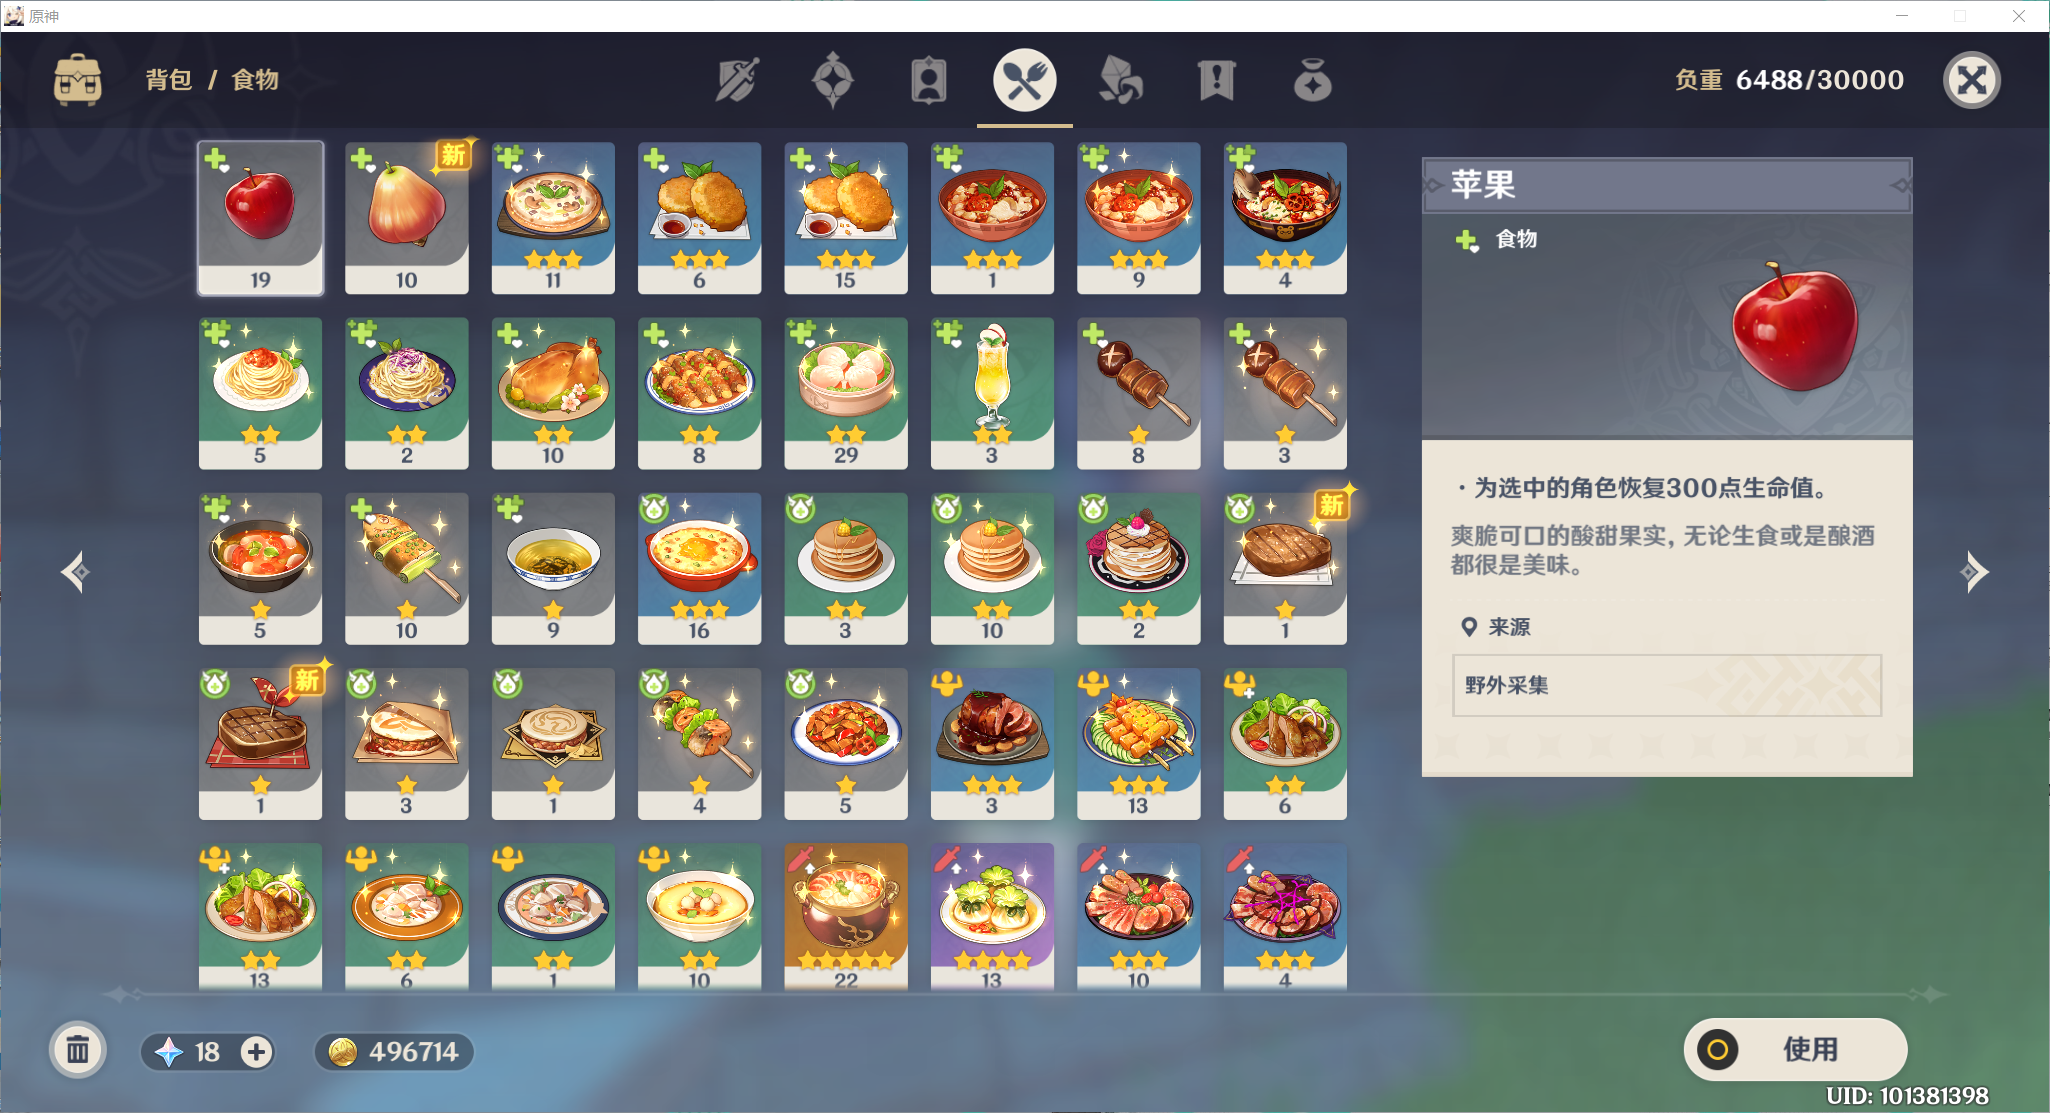 原神
背包 / 食物
负重 6488/30000
新
19 10 11 6 15 1 9 4
5 2 10 8 29 3 8 3
新
5 10 9 16 3 10 2 1
新
1 3 1 4 5 3 13 6
13 6 1 10 22 13 10 4
苹果
食物
·为选中的角色恢复300点生命值。
爽脆可口的酸甜果实，无论生食或是酿酒
都很是美味。
来源
野外采集
18
496714
使用
UID: 101381398